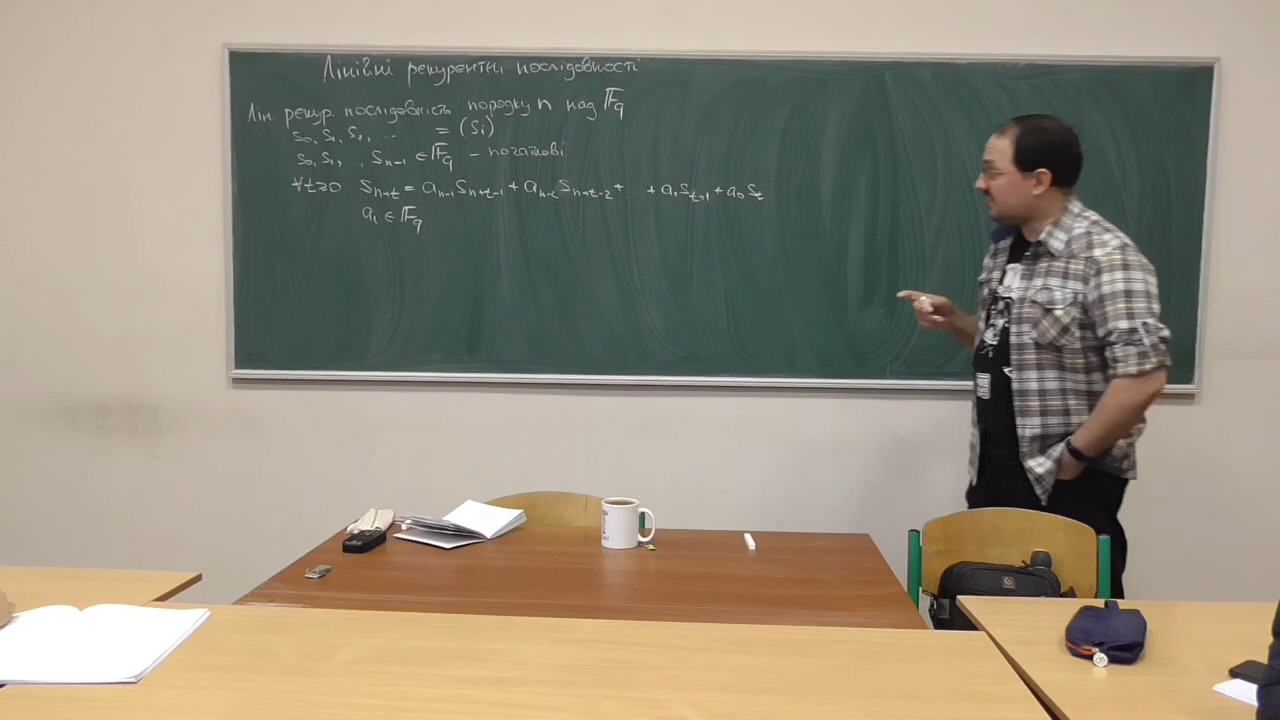 Лінійні рекурентні послідовності
Лін. рекур. послідовність порядку n над 𝔽q
s₀, s₁, s₂, ... = (sᵢ)
s₀, s₁, , sₙ₋₁ ∈ 𝔽q – початкові
∀t≥0 sₙ₊ₜ = aₙ₋₁sₙ₊ₜ₋₁ + aₙ₋₂sₙ₊ₜ₋₂ + + a₁sₜ₊₁ + a₀sₜ
aᵢ ∈ 𝔽q